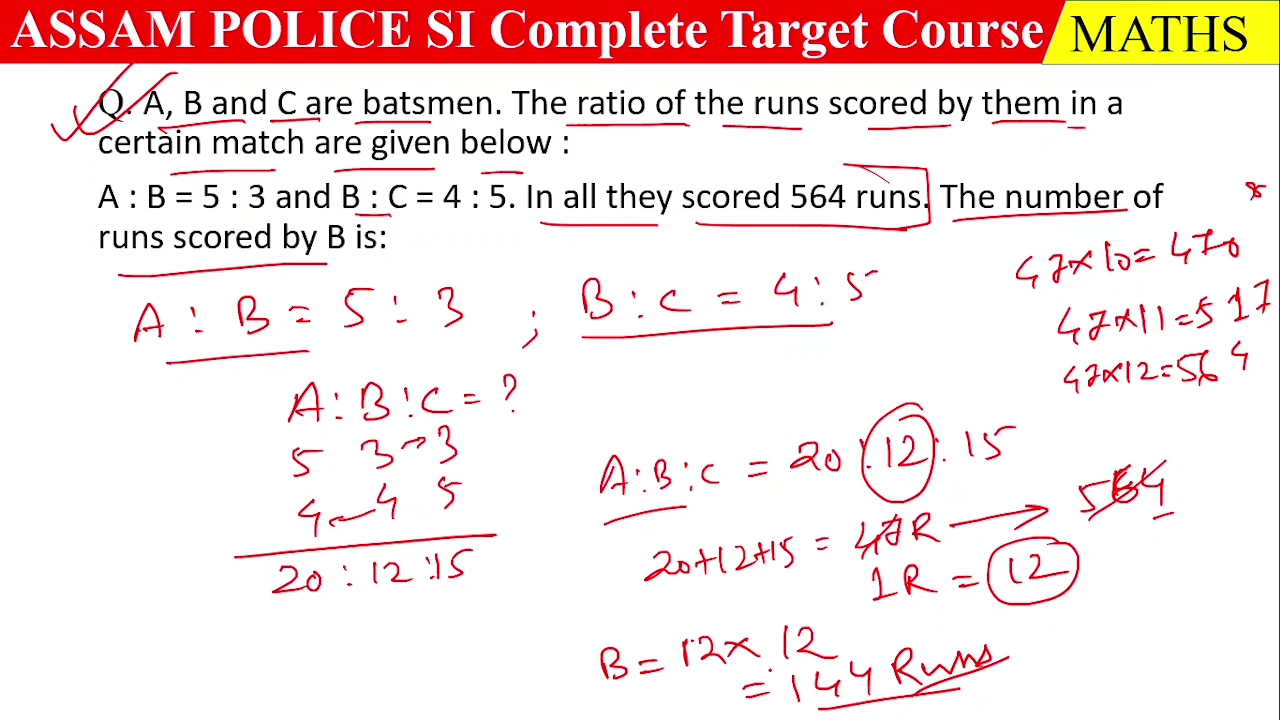 ASSAM POLICE SI Complete Target Course MATHS
Q. A, B and C are batsmen. The ratio of the runs scored by them in a
certain match are given below :
A : B = 5 : 3 and B : C = 4 : 5. In all they scored 564 runs. The number of
runs scored by B is:
47×10=470
47×11=517
47×12=564
A : B = 5 : 3 ; B : C = 4 : 5
A : B : C = ?
5 3 → 3
4 4 5
20 : 12 : 15
A : B : C = 20 : 12 : 15
20+12+15 = 47R → 564
1R = 12
B = 12 × 12
= 144 Runs